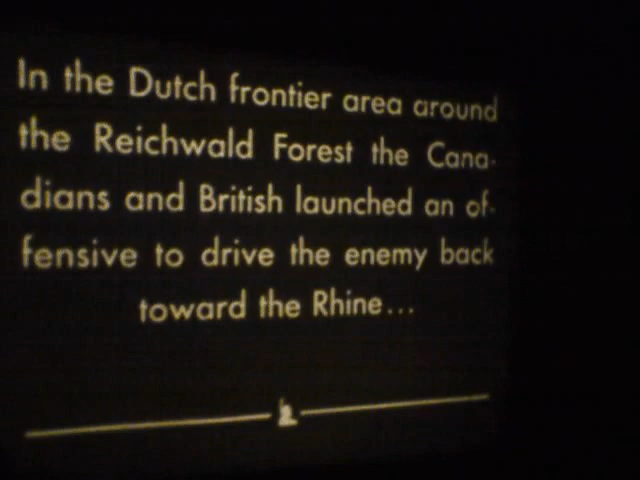 In the Dutch frontier area around
the Reichwald Forest the Cana-
dians and British launched an of-
fensive to drive the enemy back
toward the Rhine...